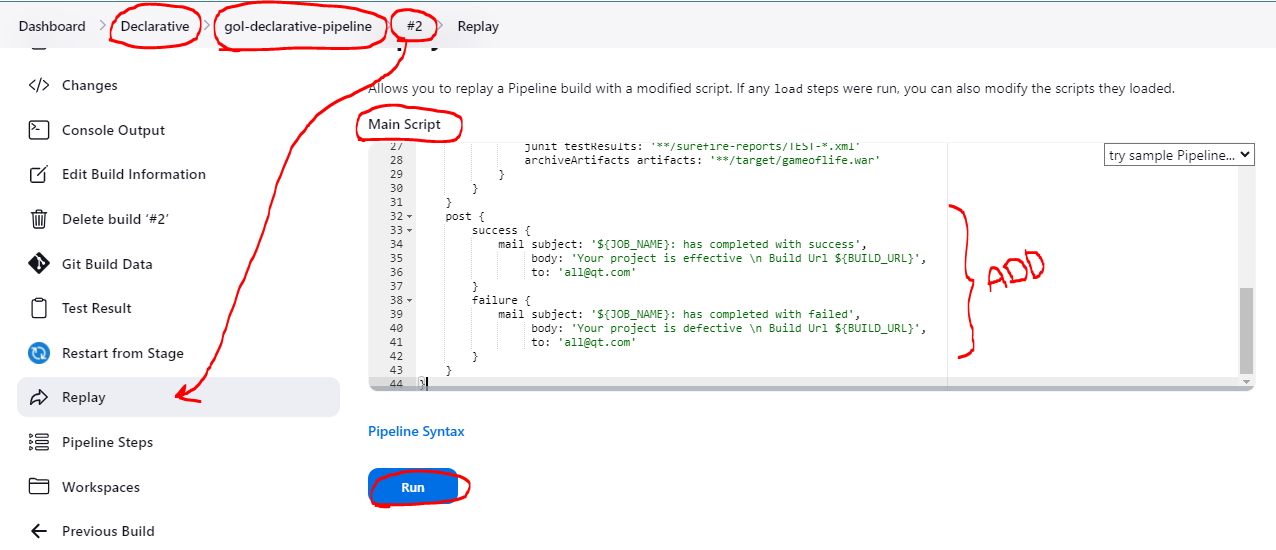 Dashboard > Declarative > gol-declarative-pipeline > #2 > Replay
Changes
Console Output
Edit Build Information
Delete build ‘#2’
Git Build Data
Test Result
Restart from Stage
Replay
Pipeline Steps
Workspaces
Previous Build
Allows you to replay a Pipeline build with a modified script. If any load steps were run, you can also modify the scripts they loaded.
Main Script
try sample Pipeline...
27 junit testResults: '**/surefire-reports/TEST-*.xml'
28 archiveArtifacts artifacts: '**/target/gameoflife.war'
29 }
30 }
31 }
32 post {
33 success {
34 mail subject: '${JOB_NAME}: has completed with success',
35 body: 'Your project is effective \n Build Url ${BUILD_URL}',
36 to: 'all@qt.com'
37 }
38 failure {
39 mail subject: '${JOB_NAME}: has completed with failed',
40 body: 'Your project is defective \n Build Url ${BUILD_URL}',
41 to: 'all@qt.com'
42 }
43 }
44 }
ADD
Pipeline Syntax
Run